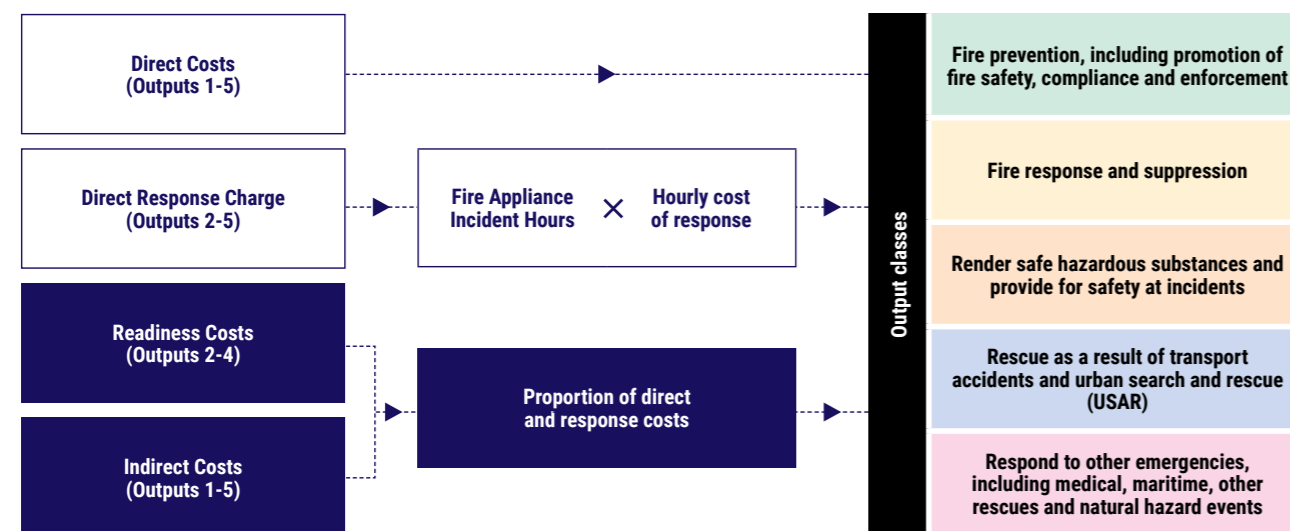 Direct Costs
(Outputs 1-5)
Direct Response Charge
(Outputs 2-5)
Fire Appliance
Incident Hours
×
Hourly cost
of response
Readiness Costs
(Outputs 2-4)
Indirect Costs
(Outputs 1-5)
Proportion of direct
and response costs
Output classes
Fire prevention, including promotion of
fire safety, compliance and enforcement
Fire response and suppression
Render safe hazardous substances and
provide for safety at incidents
Rescue as a result of transport
accidents and urban search and rescue
(USAR)
Respond to other emergencies,
including medical, maritime, other
rescues and natural hazard events